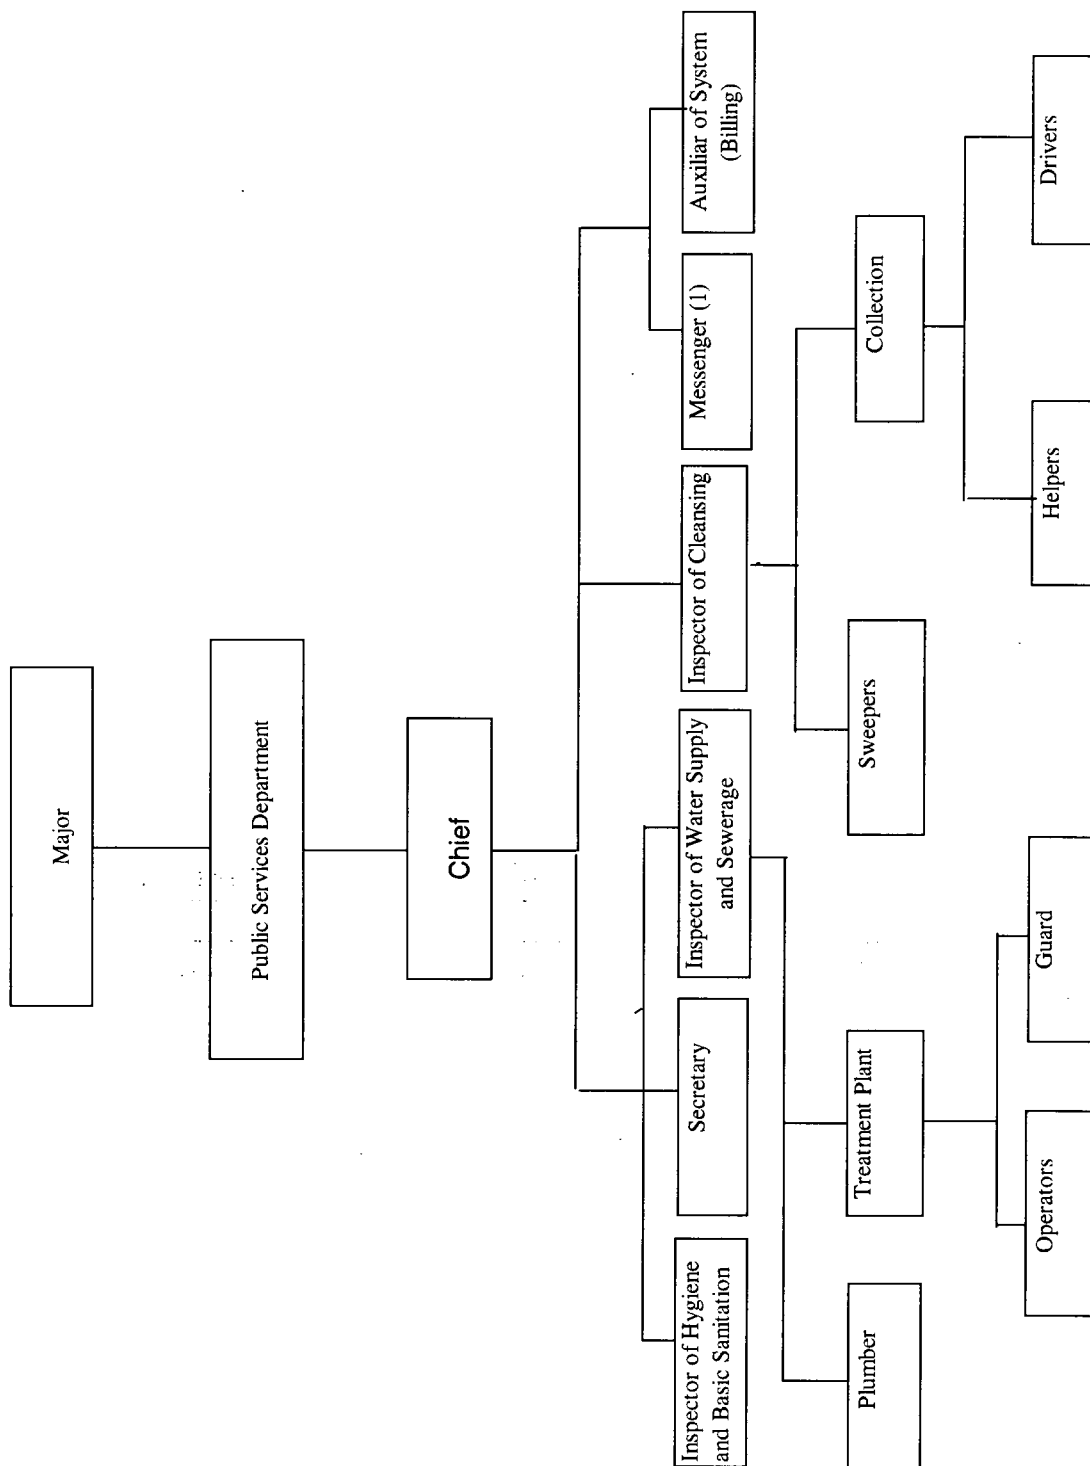 Major
Public Services Department
Chief
Inspector of Hygiene
and Basic Sanitation
Secretary
Inspector of Water Supply
and Sewerage
Inspector of Cleansing
Messenger (1)
Auxiliar of System
(Billing)
Plumber
Treatment Plant
Sweepers
Collection
Operators
Guard
Helpers
Drivers